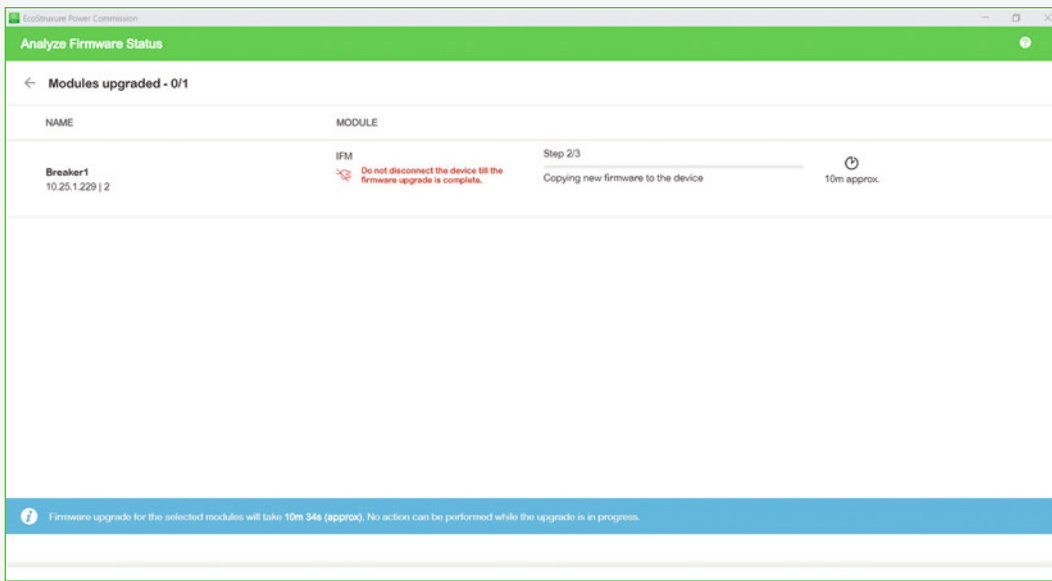 EcoStruxure Power Commission
Analyze Firmware Status
Modules upgraded - 0/1
NAME MODULE
IFM Step 2/3
Breaker1 Do not disconnect the device till the
firmware upgrade is complete. Copying new firmware to the device 10m approx.
10.25.1.229 | 2
Firmware upgrade for the selected modules will take 10m 34s (approx). No action can be performed while the upgrade is in progress.